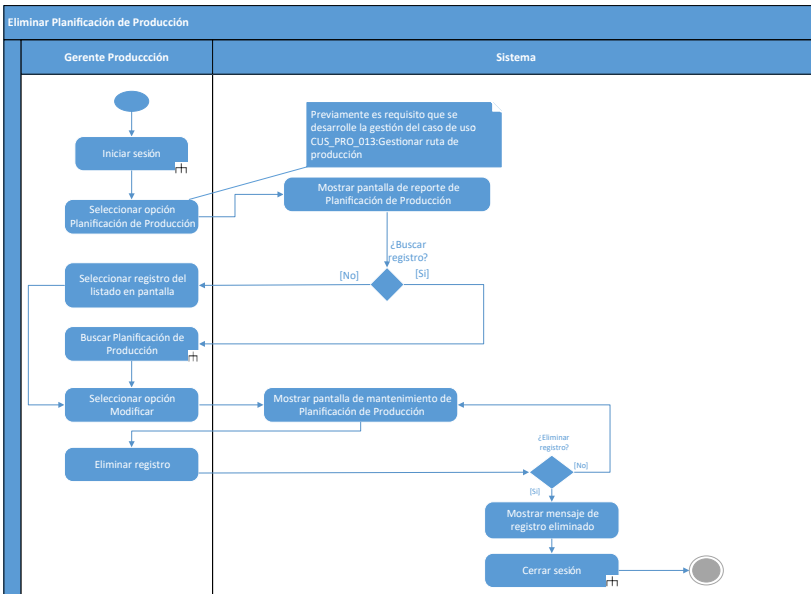 Eliminar Planificación de Producción
Gerente Produccción
Sistema
Previamente es requisito que se
desarrolle la gestión del caso de uso
CUS_PRO_013:Gestionar ruta de
producción
Iniciar sesión
Seleccionar opción
Planificación de Producción
Mostrar pantalla de reporte de
Planificación de Producción
¿Buscar
registro?
[No]
[Si]
Seleccionar registro del
listado en pantalla
Buscar Planificación de
Producción
Seleccionar opción
Modificar
Mostrar pantalla de mantenimiento de
Planificación de Producción
Eliminar registro
¿Eliminar
registro?
[No]
[Si]
Mostrar mensaje de
registro eliminado
Cerrar sesión